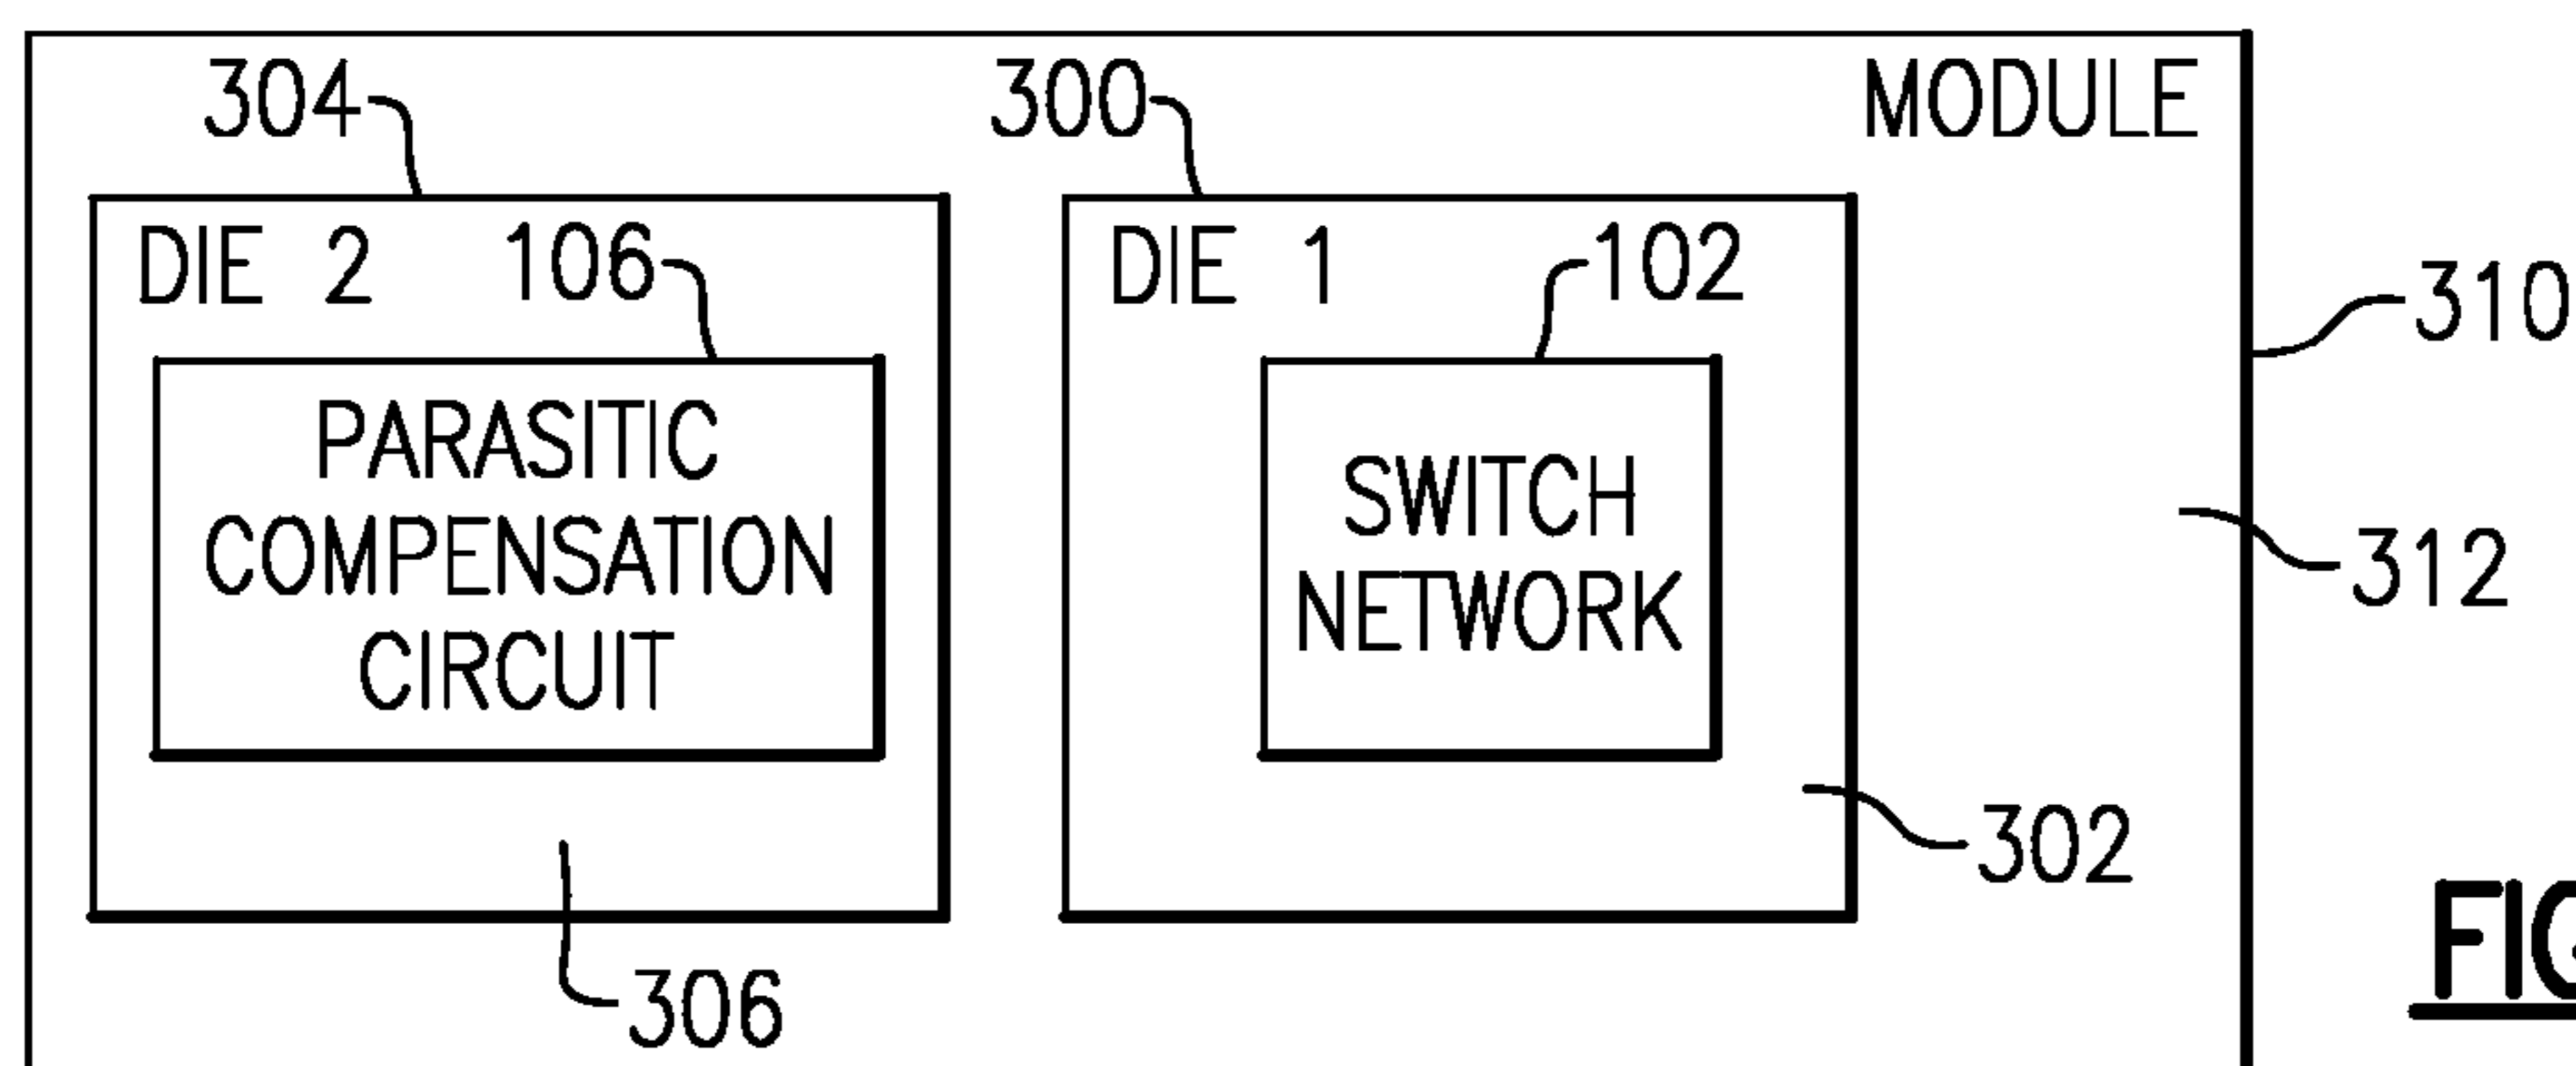 304
300
MODULE
DIE 2
106
DIE 1
102
310
PARASITIC
COMPENSATION
CIRCUIT
SWITCH
NETWORK
312
302
306